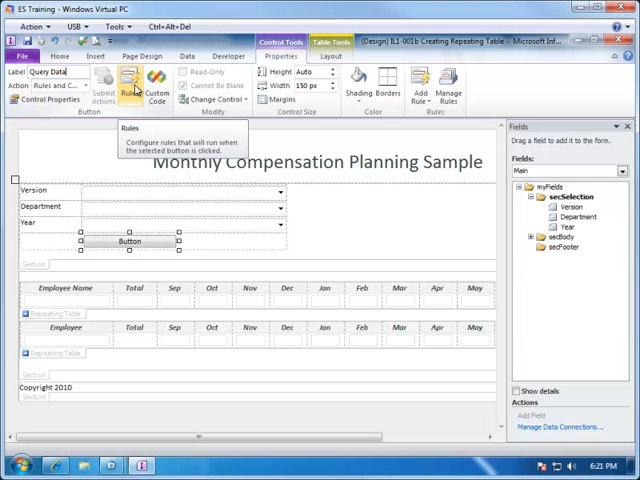 ES Training - Windows Virtual PC
Action USB Tools Ctrl+Alt+Del
Control Tools Table Tools (Design) IL1-001b Creating Repeating Table - Microsoft Inf
File Home Insert Page Design Data Developer Properties Layout
Label Query Data
Action Rules and C...
Control Properties
Submit Actions
Rules
Custom Code
Button
Read-Only
Cannot Be Blank
Change Control
Modify
Height Auto
Width 150 px
Margins
Control Size
Shading Borders
Color
Add Rule
Manage Rules
Rules
Rules
Configure rules that will run when
the selected button is clicked.
Monthly Compensation Planning Sample
Version
Department
Year
Button
Section
Employee Name Total Sep Oct Nov Dec Jan Feb Mar Apr May
Repeating Table
Employee Total Sep Oct Nov Dec Jan Feb Mar Apr May
Repeating Table
Section
Copyright 2010
Section
Fields
Drag a field to add it to the form.
Fields:
Main
myFields
secSelection
Version
Department
Year
secBody
secFooter
Show details
Actions
Add Field
Manage Data Connections...
6:21 PM